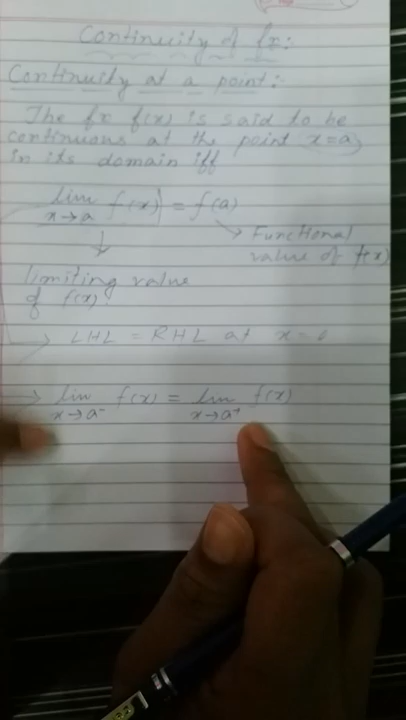 Continuity of fx:
Continuity at a point:
The fx f(x) is said to be
continuous at the point x=a,
in its domain iff
lim f(x) = f(a)
x→a
→ Functional
value of f(x)
limiting value
of f(x)
→ LHL = RHL at x=
→ lim f(x) = lim f(x)
x→a⁻ x→a⁺